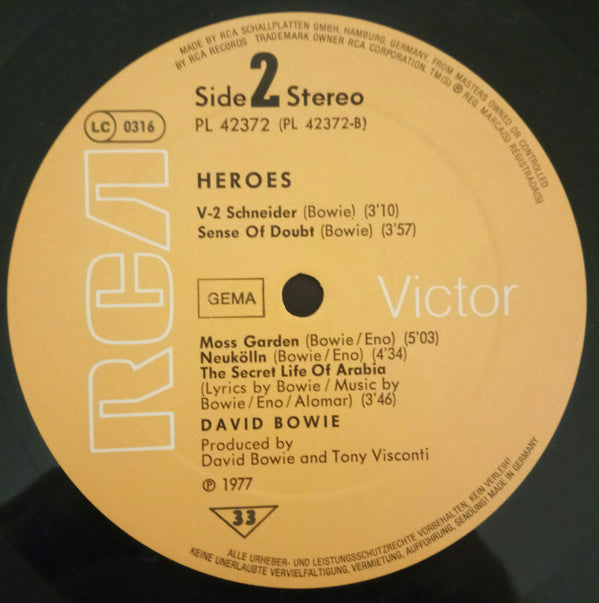 MADE BY RCA SCHALLPLATTEN GMBH, HAMBURG, GERMANY, FROM MASTERS OWNED OR CONTROLLED
BY RCA RECORDS TRADEMARK OWNER RCA CORPORATION, TM(S) ® REG. MARCA(S) REGISTRADA(S)
Side 2 Stereo
PL 42372 (PL 42372-B)
LC 0316
RCA
HEROES
V-2 Schneider (Bowie) (3'10)
Sense Of Doubt (Bowie) (3'57)
GEMA
Victor
Moss Garden (Bowie/Eno) (5'03)
Neukölln (Bowie/Eno) (4'34)
The Secret Life Of Arabia
(Lyrics by Bowie/Music by
Bowie/Eno/Alomar) (3'46)
DAVID BOWIE
Produced by
David Bowie and Tony Visconti
℗ 1977
33
ALLE URHEBER- UND LEISTUNGSSCHUTZRECHTE VORBEHALTEN, KEIN VERLEIH!
KEINE UNERLAUBTE VERVIELFÄLTIGUNG, VERMIETUNG, AUFFÜHRUNG, SENDUNG! MADE IN GERMANY